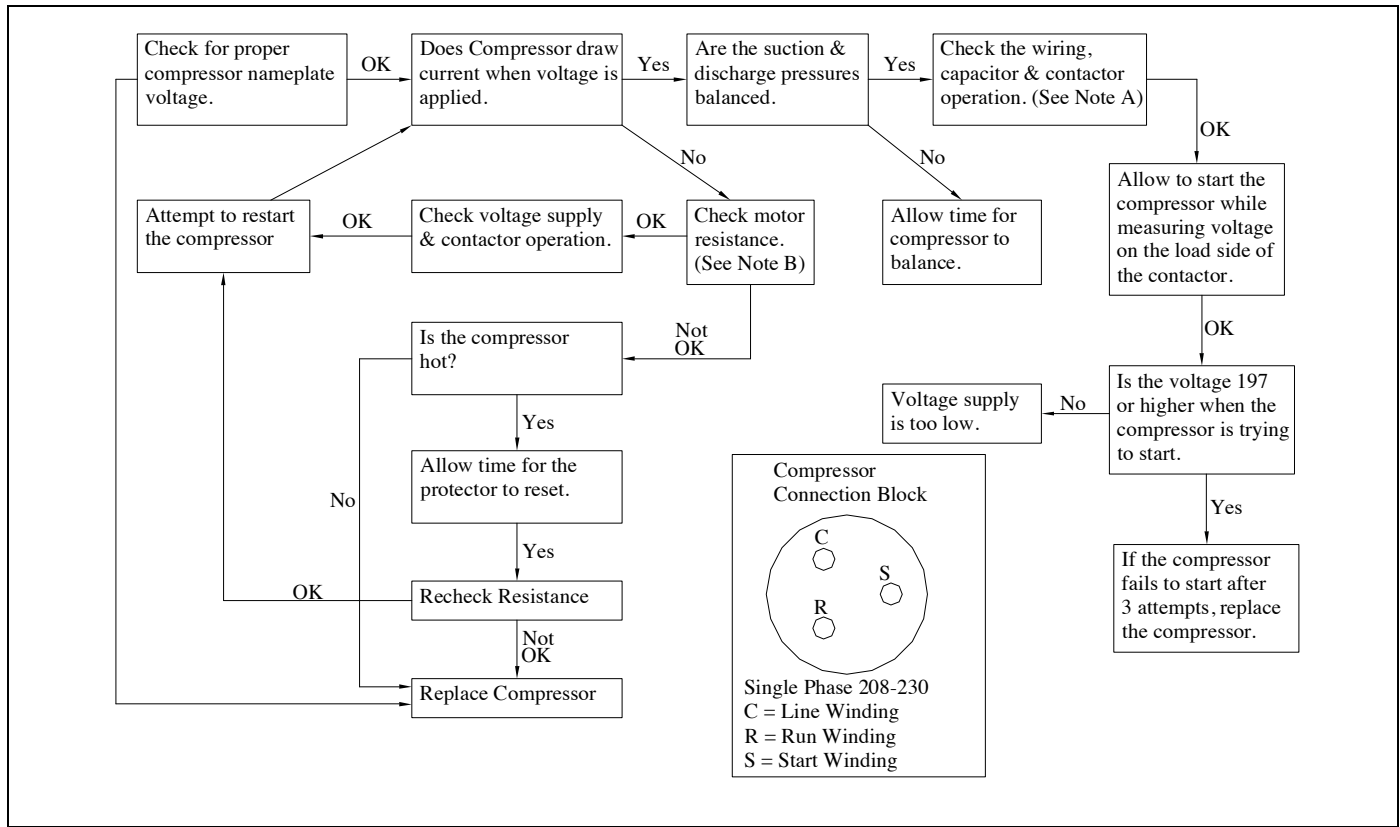 Check for proper
compressor nameplate
voltage.
OK
Does Compressor draw
current when voltage is
applied.
Yes
Are the suction &
discharge pressures
balanced.
Yes
Check the wiring,
capacitor & contactor
operation. (See Note A)
OK
No
No
Attempt to restart
the compressor
OK
Check voltage supply
& contactor operation.
OK
Check motor
resistance.
(See Note B)
Allow time for
compressor to
balance.
Allow to start the
compressor while
measuring voltage
on the load side of
the contactor.
OK
Is the compressor
hot?
Not
OK
Yes
No
Allow time for the
protector to reset.
Yes
OK
Recheck Resistance
Not
OK
Replace Compressor
Voltage supply
is too low.
No
Is the voltage 197
or higher when the
compressor is trying
to start.
Yes
If the compressor
fails to start after
3 attempts, replace
the compressor.
Compressor
Connection Block
C
S
R
Single Phase 208-230
C = Line Winding
R = Run Winding
S = Start Winding